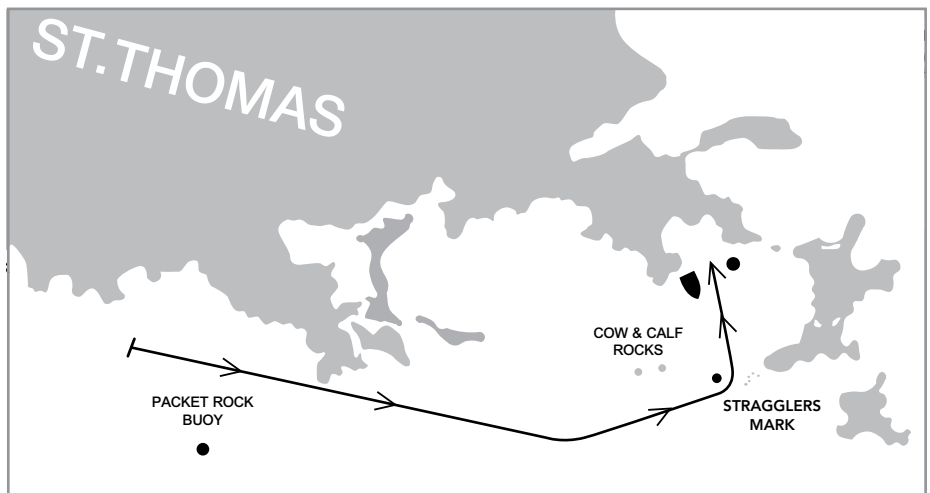 ST.THOMAS
COW & CALF
ROCKS
PACKET ROCK
BUOY
STRAGGLERS
MARK